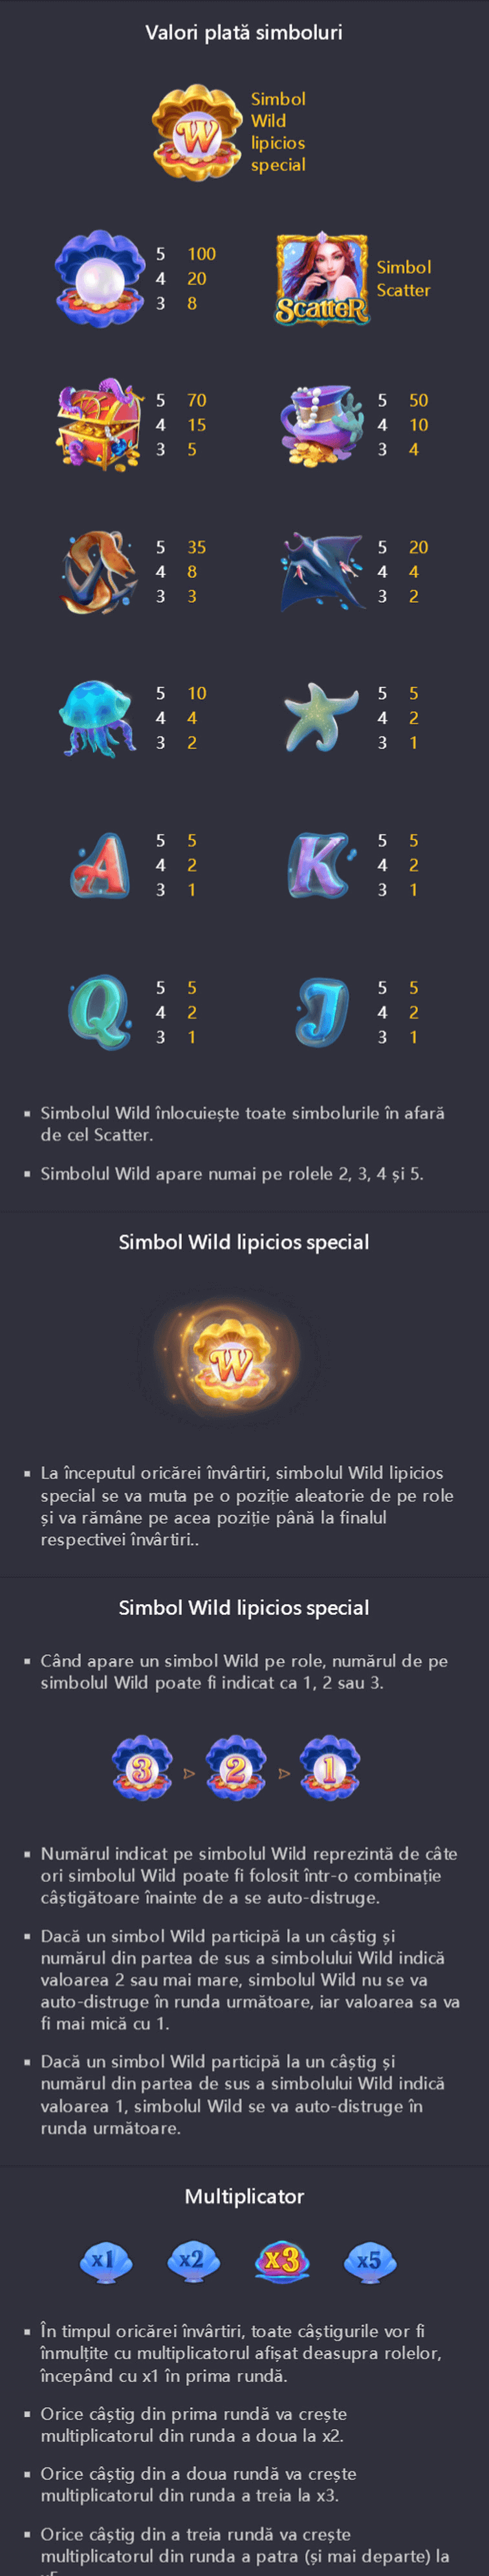 Valori plată simboluri
W
Simbol
Wild
lipicios
special
5 100
4 20
3 8
ScatteR
Simbol
Scatter
5 70
4 15
3 5
5 50
4 10
3 4
5 35
4 8
3 3
5 20
4 4
3 2
5 10
4 4
3 2
5 5
4 2
3 1
A
5 5
4 2
3 1
K
5 5
4 2
3 1
Q
5 5
4 2
3 1
J
5 5
4 2
3 1
▪ Simbolul Wild înlocuiește toate simbolurile în afară
de cel Scatter.
▪ Simbolul Wild apare numai pe rolele 2, 3, 4 și 5.
Simbol Wild lipicios special
W
▪ La începutul oricărei învârtiri, simbolul Wild lipicios
special se va muta pe o poziție aleatorie de pe role
și va rămâne pe acea poziție până la finalul
respectivei învârtiri..
Simbol Wild lipicios special
▪ Când apare un simbol Wild pe role, numărul de pe
simbolul Wild poate fi indicat ca 1, 2 sau 3.
3 2 1
▪ Numărul indicat pe simbolul Wild reprezintă de câte
ori simbolul Wild poate fi folosit într-o combinație
câștigătoare înainte de a se auto-distruge.
▪ Dacă un simbol Wild participă la un câștig și
numărul din partea de sus a simbolului Wild indică
valoarea 2 sau mai mare, simbolul Wild nu se va
auto-distruge în runda următoare, iar valoarea sa va
fi mai mică cu 1.
▪ Dacă un simbol Wild participă la un câștig și
numărul din partea de sus a simbolului Wild indică
valoarea 1, simbolul Wild se va auto-distruge în
runda următoare.
Multiplicator
x1 x2 x3 x5
▪ În timpul oricărei învârtiri, toate câștigurile vor fi
înmulțite cu multiplicatorul afișat deasupra rolelor,
începând cu x1 în prima rundă.
▪ Orice câștig din prima rundă va crește
multiplicatorul din runda a doua la x2.
▪ Orice câștig din a doua rundă va crește
multiplicatorul din runda a treia la x3.
▪ Orice câștig din a treia rundă va crește
multiplicatorul din runda a patra (și mai departe) la